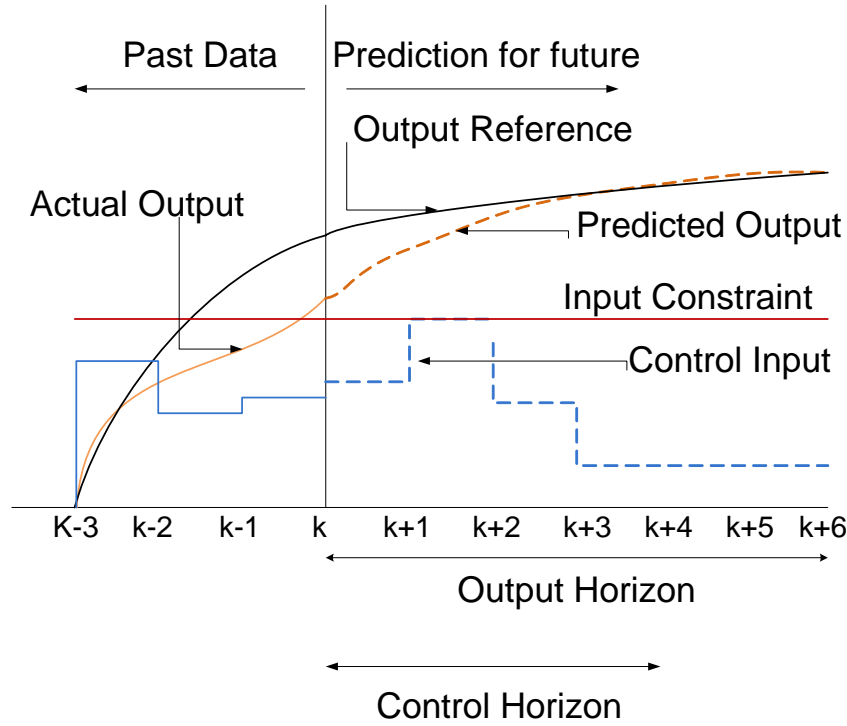 Past Data
Prediction for future
Output Reference
Actual Output
Predicted Output
Input Constraint
Control Input
K-3 k-2 k-1 k k+1 k+2 k+3 k+4 k+5 k+6
Output Horizon
Control Horizon